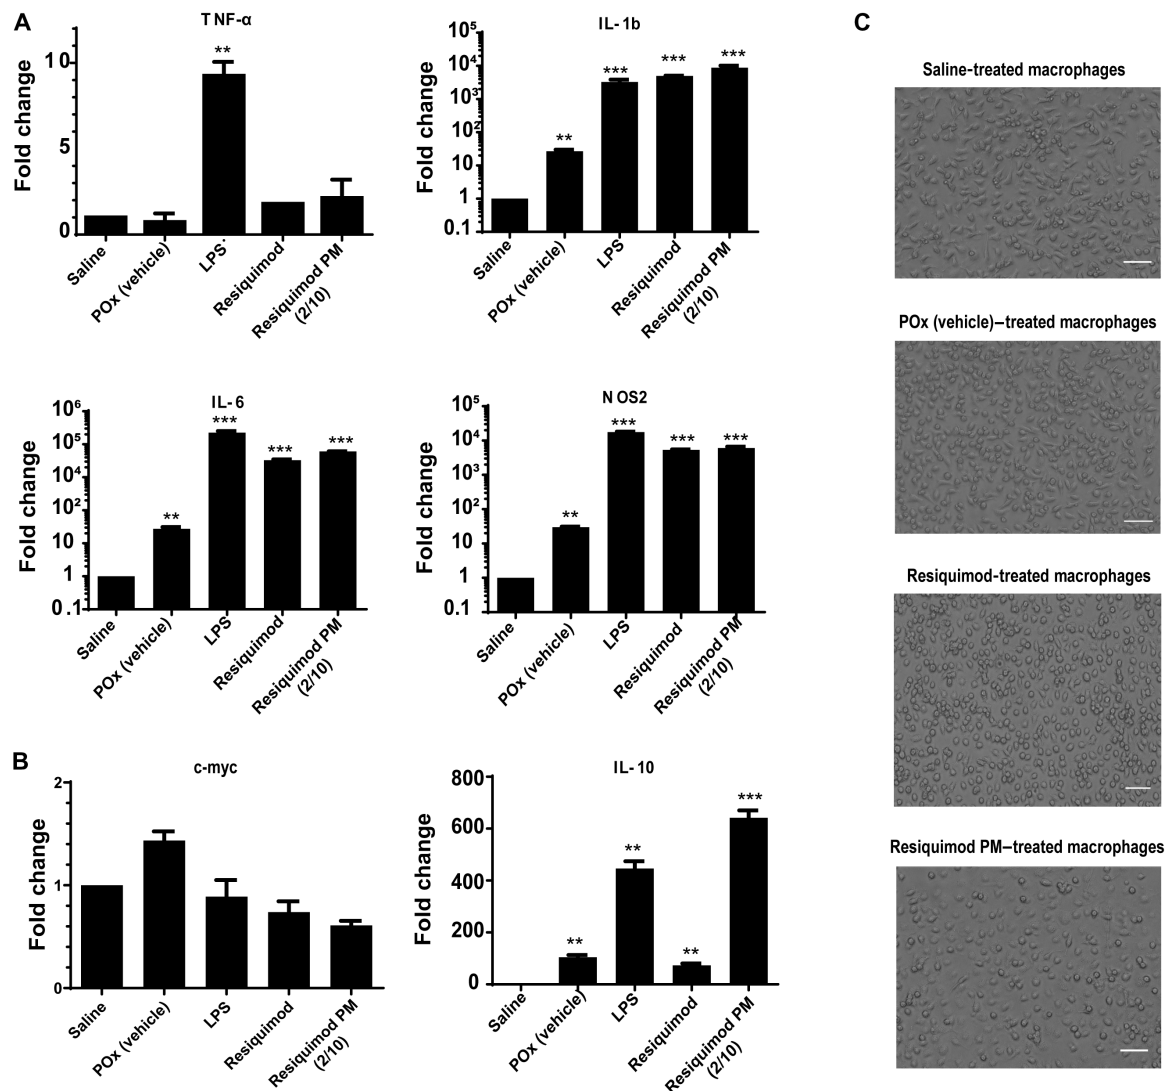 A
TNF-α
Fold change
10
5
0
**
Saline
POx (vehicle)
LPS
Resiquimod
Resiquimod PM
(2/10)
IL-1b
Fold change
10⁵
10⁴
10³
10²
10
1
0.1
**
***
***
***
Saline
POx (vehicle)
LPS
Resiquimod
Resiquimod PM
(2/10)
IL-6
Fold change
10⁶
10⁵
10⁴
10³
10²
10
1
0.1
**
***
***
***
Saline
POx (vehicle)
LPS
Resiquimod
Resiquimod PM
(2/10)
NOS2
Fold change
10⁵
10⁴
10³
10²
10
1
0.1
**
***
***
***
Saline
POx (vehicle)
LPS
Resiquimod
Resiquimod PM
(2/10)
B
c-myc
Fold change
2
1
0
Saline
POx (vehicle)
LPS
Resiquimod
Resiquimod PM
(2/10)
IL-10
Fold change
800
600
400
200
0
**
**
**
***
Saline
POx (vehicle)
LPS
Resiquimod
Resiquimod PM
(2/10)
C
Saline-treated macrophages
POx (vehicle)–treated macrophages
Resiquimod-treated macrophages
Resiquimod PM–treated macrophages